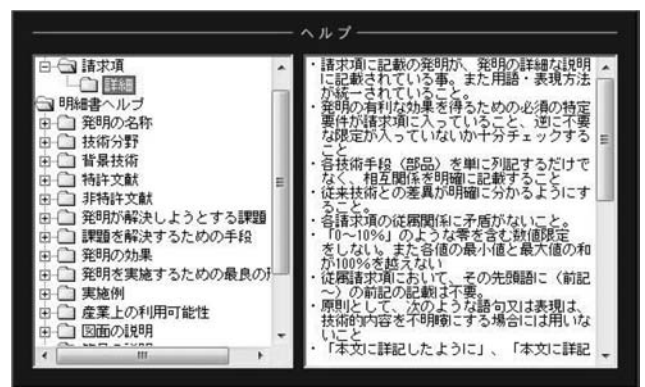 ヘルプ
請求項
詳細
明細書ヘルプ
発明の名称
技術分野
背景技術
特許文献
非特許文献
発明が解決しようとする課題
課題を解決するための手段
発明の効果
発明を実施するための最良の
実施例
産業上の利用可能性
図面の説明
・請求項に記載の発明が、発明の詳細な説明
に記載されている事。また用語・表現方法
が統一されていること。
・発明の有利な効果を得るための必須の特定
要件が請求項に入っていること、逆に不要
な限定が入っていないか十分チェックする
こと
・各技術手段（部品）を単に列記するだけで
なく、相互関係を明確に記載すること
・従来技術との差異が明確に分かるようにす
ること。
・各請求項の従属関係に矛盾がないこと。
・「0～10%」のような零を含む数値限定
をしない。また各値の最小値と最大値の和
が100%を越えない
・従属請求項において、その先頭語に（前記
～）の前記の記載は不要。
・原則として、次のような語句又は表現は、
技術的内容を不明瞭にする場合には用いな
いこと
・「本文に詳記したように」、「本文に詳記